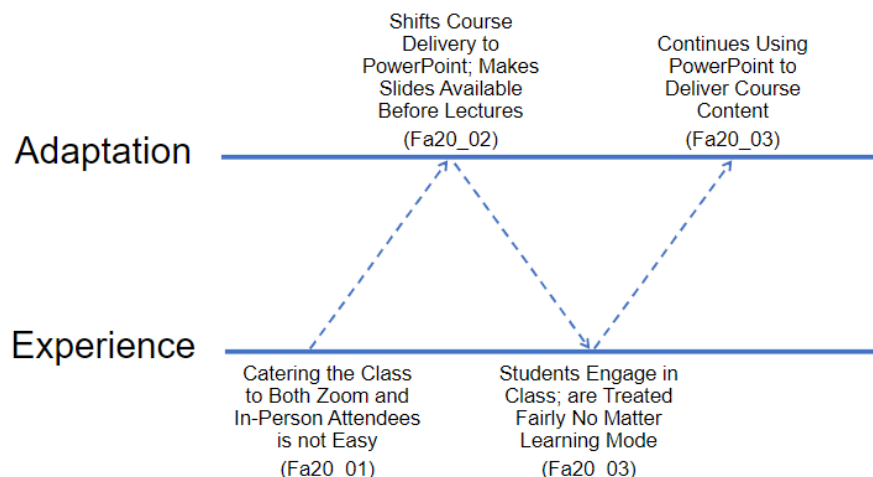 Shifts Course
Delivery to
PowerPoint; Makes
Slides Available
Before Lectures
(Fa20_02)
Continues Using
PowerPoint to
Deliver Course
Content
(Fa20_03)
Adaptation
Experience
Catering the Class
to Both Zoom and
In-Person Attendees
is not Easy
(Fa20_01)
Students Engage in
Class; are Treated
Fairly No Matter
Learning Mode
(Fa20_03)